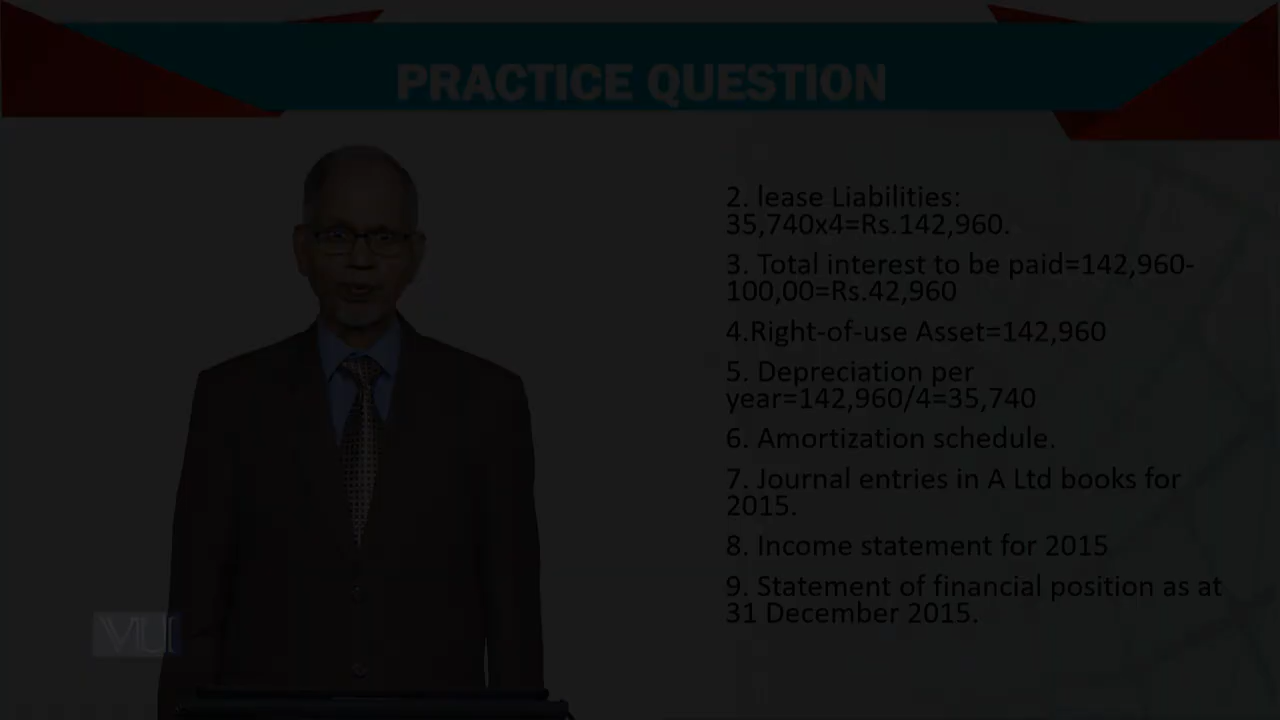 PRACTICE QUESTION
2. lease Liabilities:
35,740x4=Rs.142,960.
3. Total interest to be paid=142,960-
100,00=Rs.42,960
4.Right-of-use Asset=142,960
5. Depreciation per
year=142,960/4=35,740
6. Amortization schedule.
7. Journal entries in A Ltd books for
2015.
8. Income statement for 2015
9. Statement of financial position as at
31 December 2015.
VU